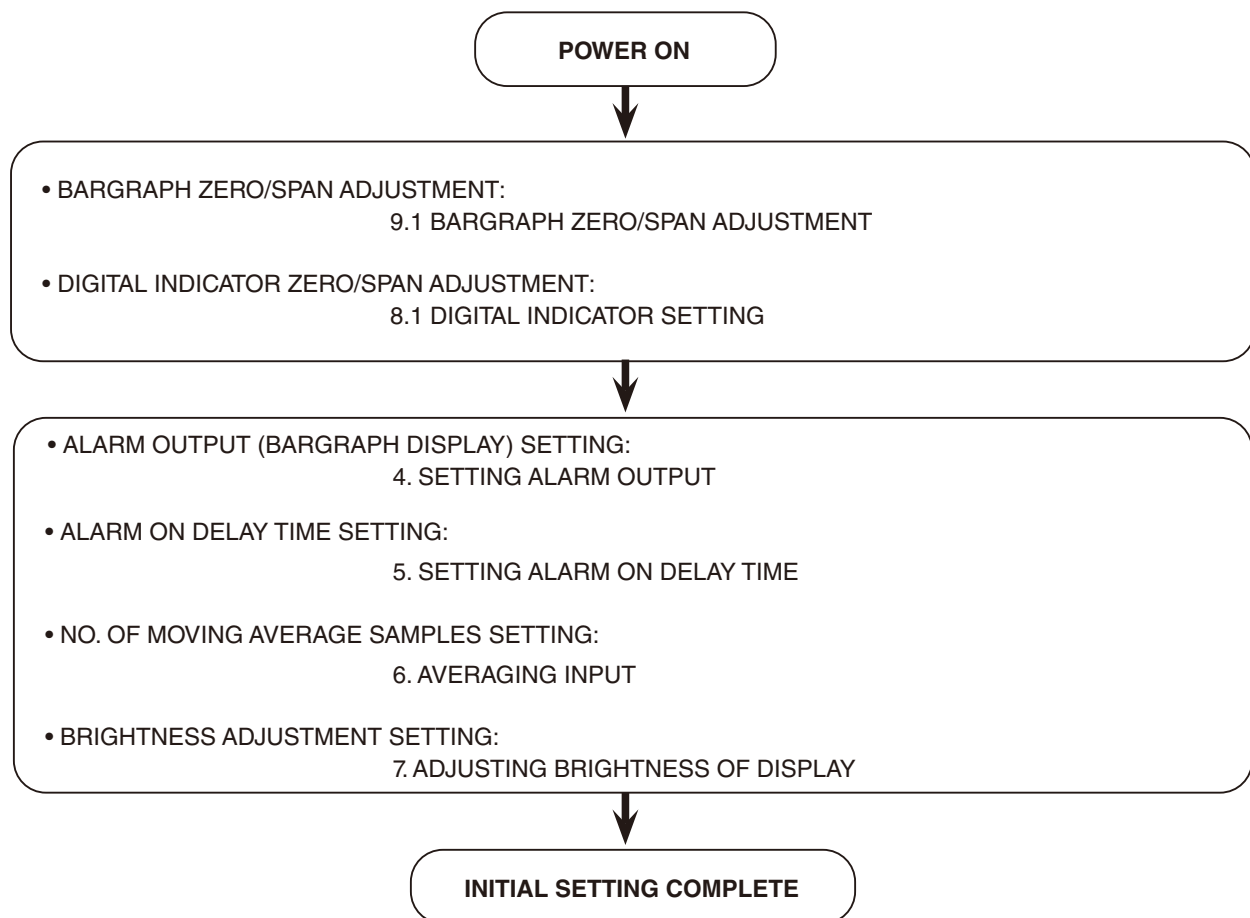 POWER ON
• BARGRAPH ZERO/SPAN ADJUSTMENT:
9.1 BARGRAPH ZERO/SPAN ADJUSTMENT
• DIGITAL INDICATOR ZERO/SPAN ADJUSTMENT:
8.1 DIGITAL INDICATOR SETTING
• ALARM OUTPUT (BARGRAPH DISPLAY) SETTING:
4. SETTING ALARM OUTPUT
• ALARM ON DELAY TIME SETTING:
5. SETTING ALARM ON DELAY TIME
• NO. OF MOVING AVERAGE SAMPLES SETTING:
6. AVERAGING INPUT
• BRIGHTNESS ADJUSTMENT SETTING:
7. ADJUSTING BRIGHTNESS OF DISPLAY
INITIAL SETTING COMPLETE